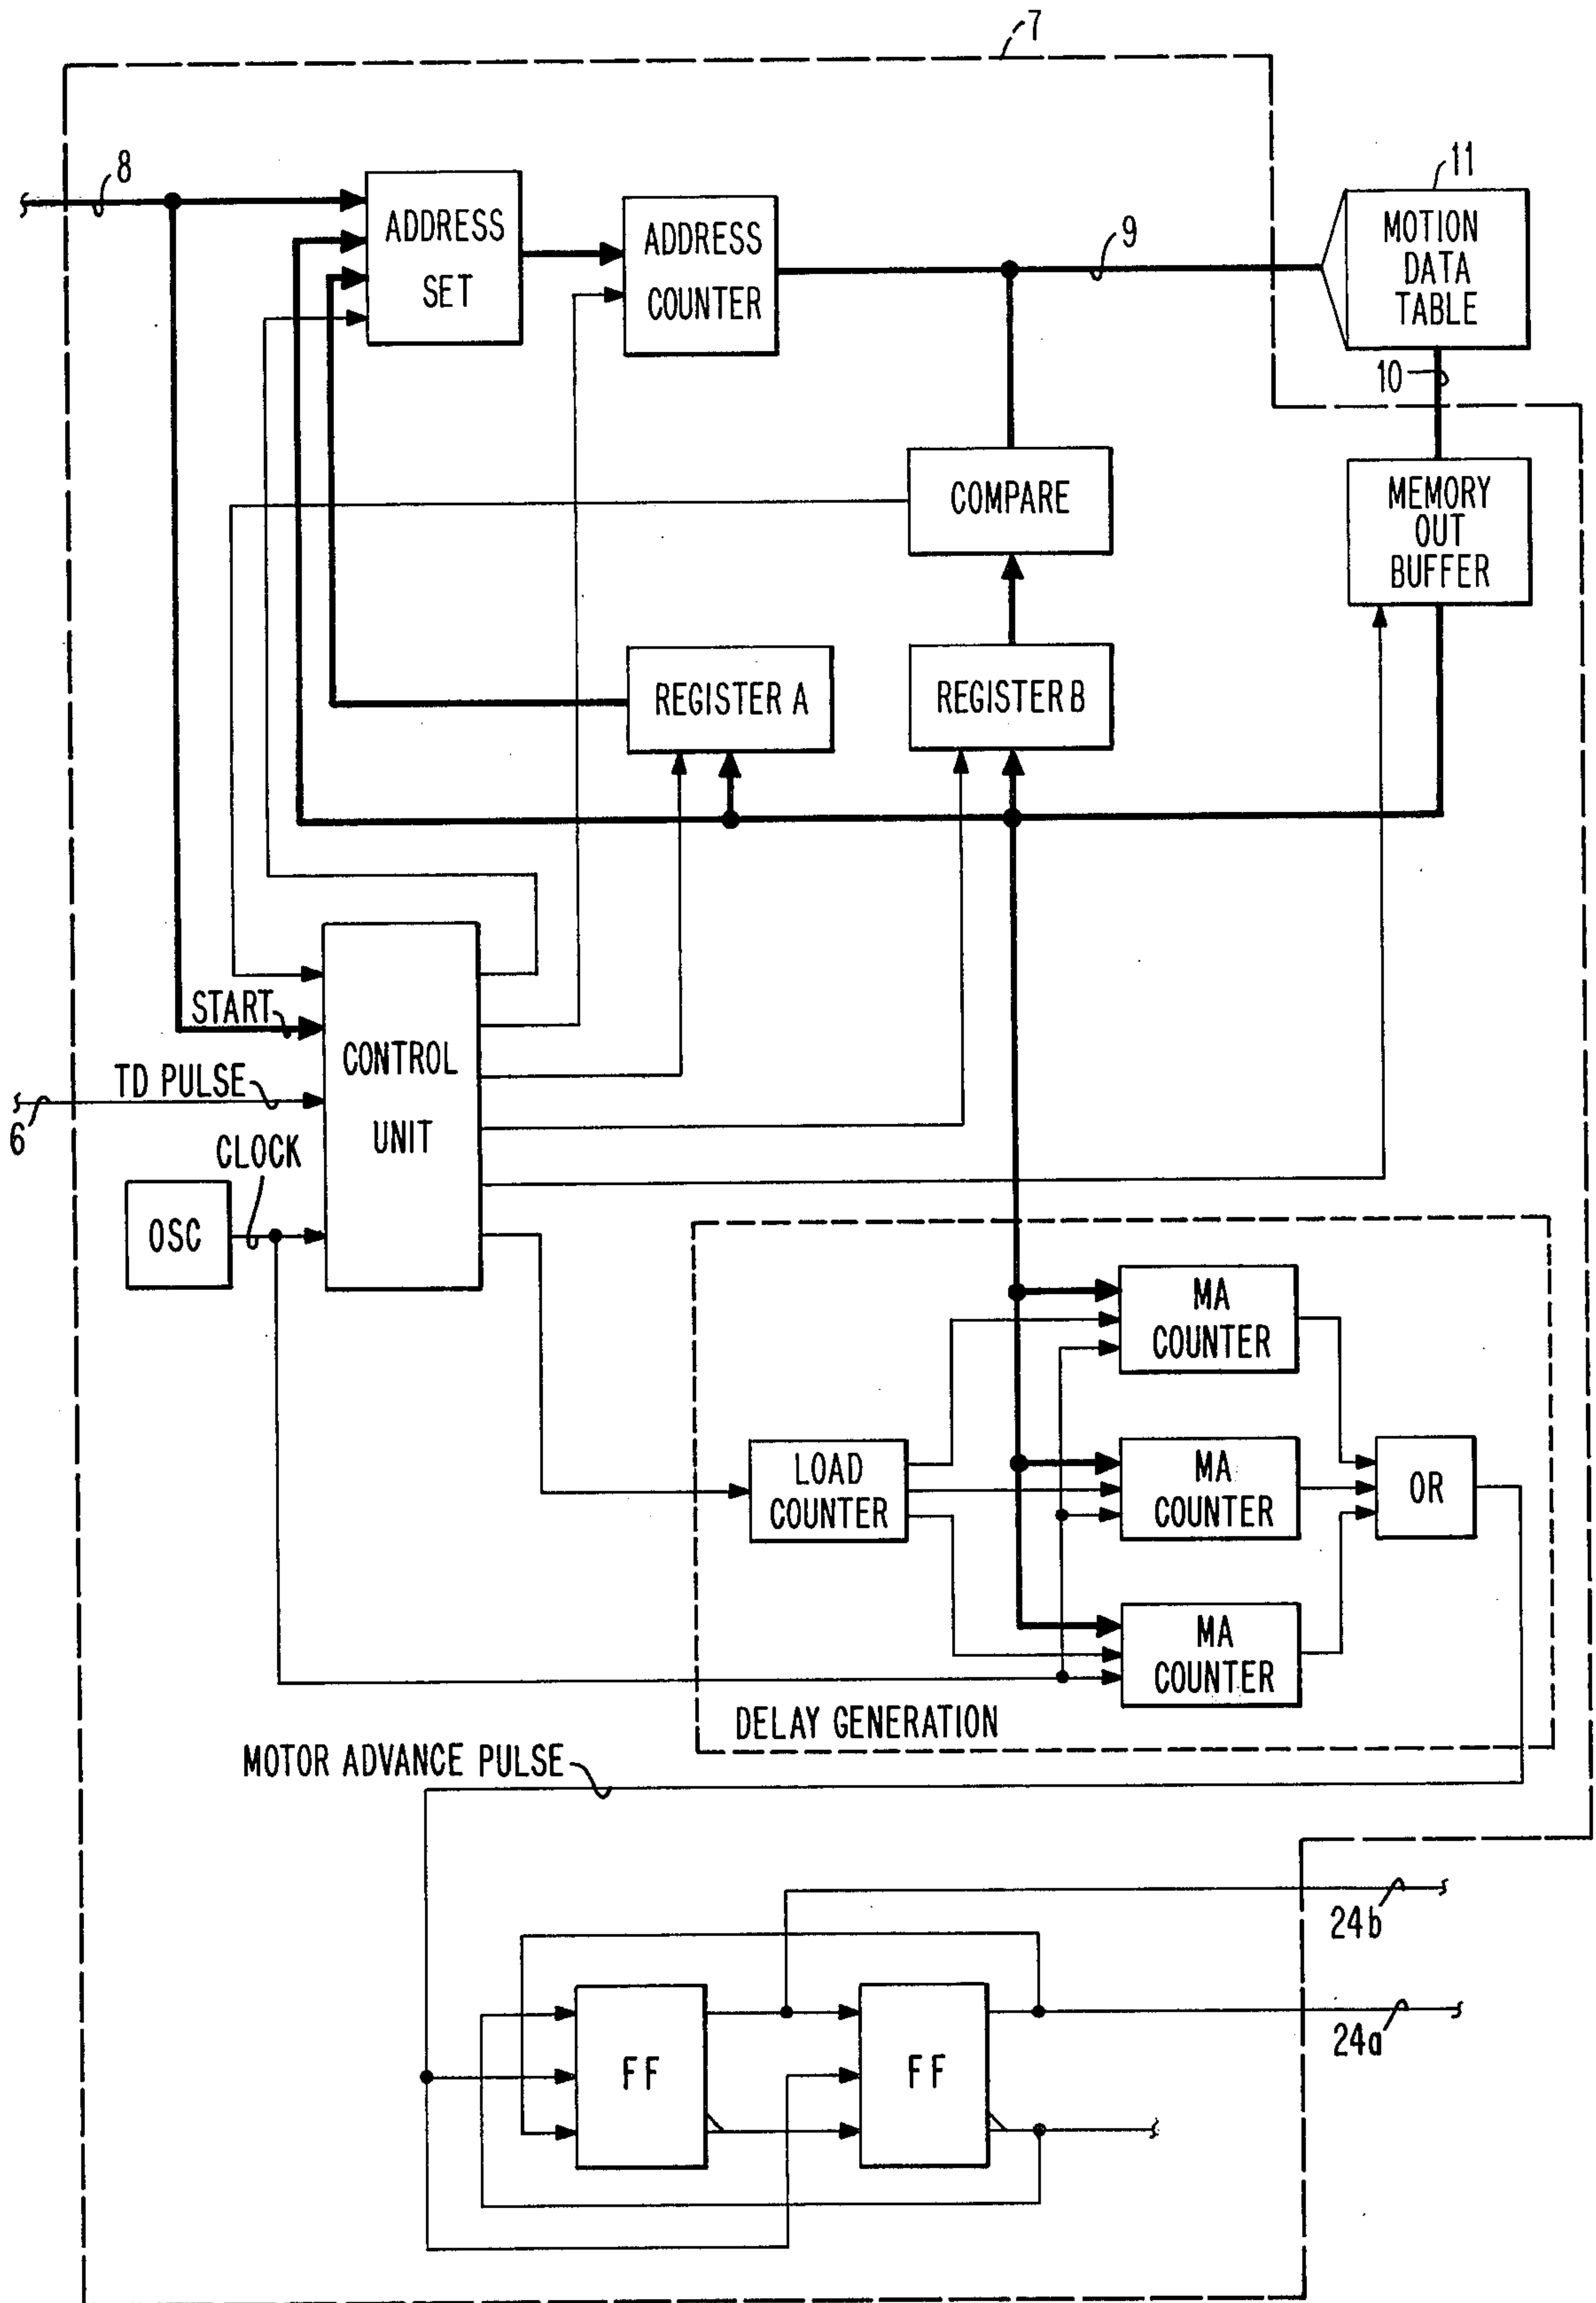 7
8
11
ADDRESS
SET
ADDRESS
COUNTER
9
MOTION
DATA
TABLE
10
COMPARE
MEMORY
OUT
BUFFER
REGISTER A
REGISTER B
START
CONTROL
UNIT
TD PULSE
6
CLOCK
OSC
MA
COUNTER
LOAD
COUNTER
MA
COUNTER
OR
MA
COUNTER
DELAY GENERATION
MOTOR ADVANCE PULSE
24b
24a
FF
FF